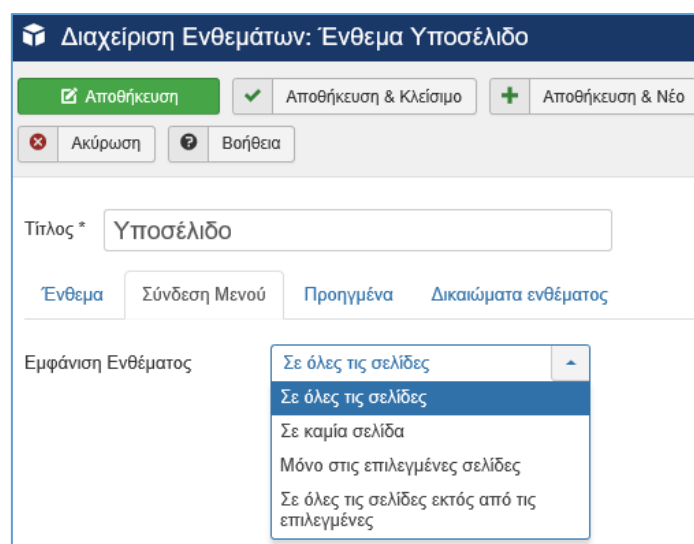 Διαχείριση Ενθεμάτων: Ένθεμα Υποσέλιδο
Αποθήκευση Αποθήκευση & Κλείσιμο Αποθήκευση & Νέο
Ακύρωση Βοήθεια
Τίτλος * Υποσέλιδο
Ένθεμα Σύνδεση Μενού Προηγμένα Δικαιώματα ενθέματος
Εμφάνιση Ενθέματος Σε όλες τις σελίδες
Σε όλες τις σελίδες
Σε καμία σελίδα
Μόνο στις επιλεγμένες σελίδες
Σε όλες τις σελίδες εκτός από τις
επιλεγμένες